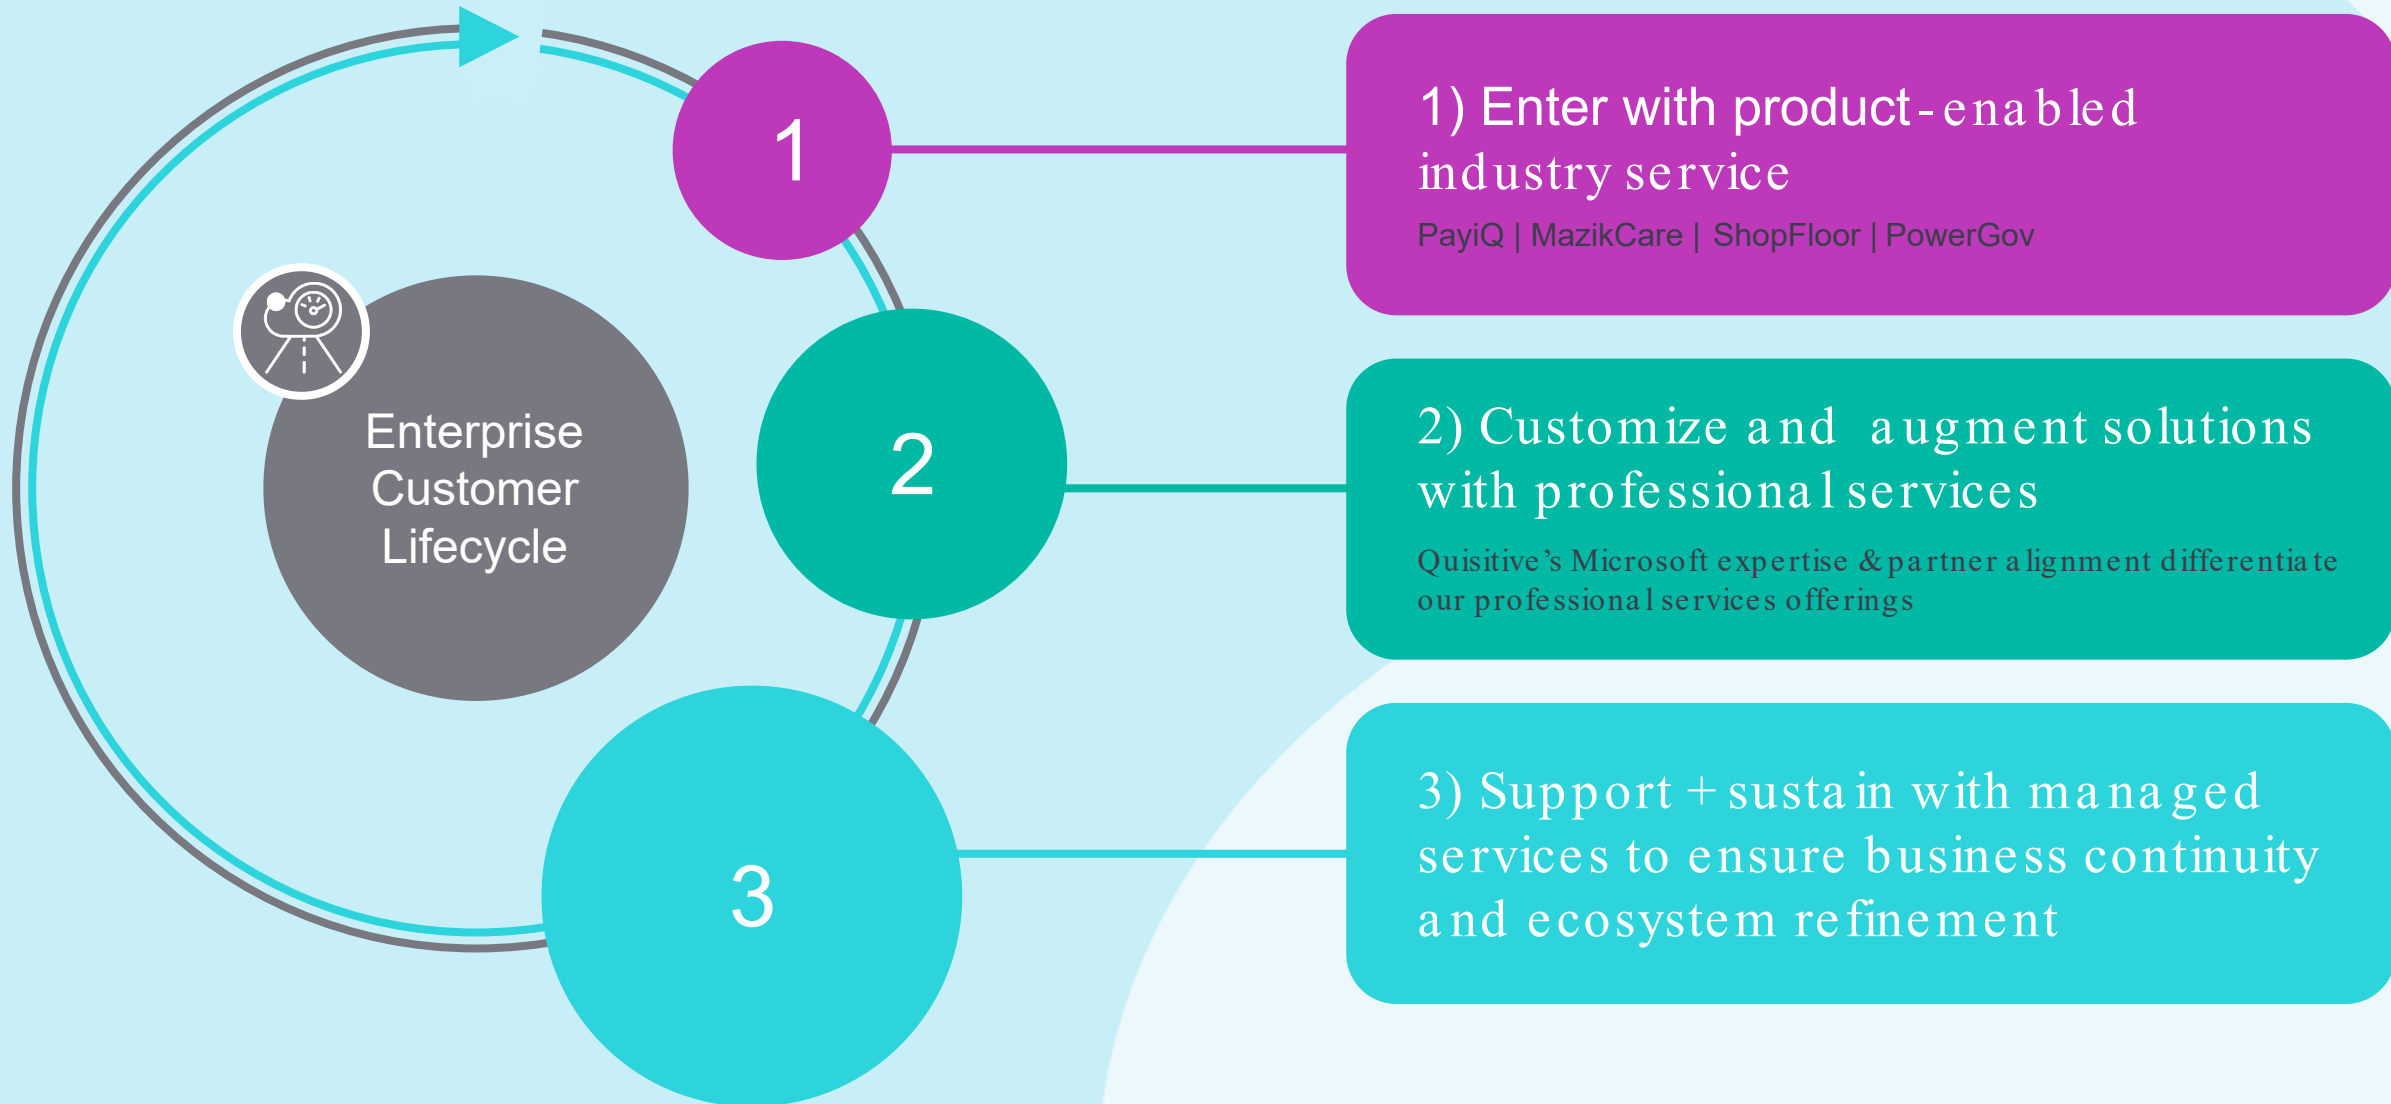 Enterprise
Customer
Lifecycle
1
2
3
1) Enter with product-enabled
industry service
PayiQ | MazikCare | ShopFloor | PowerGov
2) Customize and augment solutions
with professional services
Quisitive’s Microsoft expertise & partner alignment differentiate
our professional services offerings
3) Support + sustain with managed
services to ensure business continuity
and ecosystem refinement